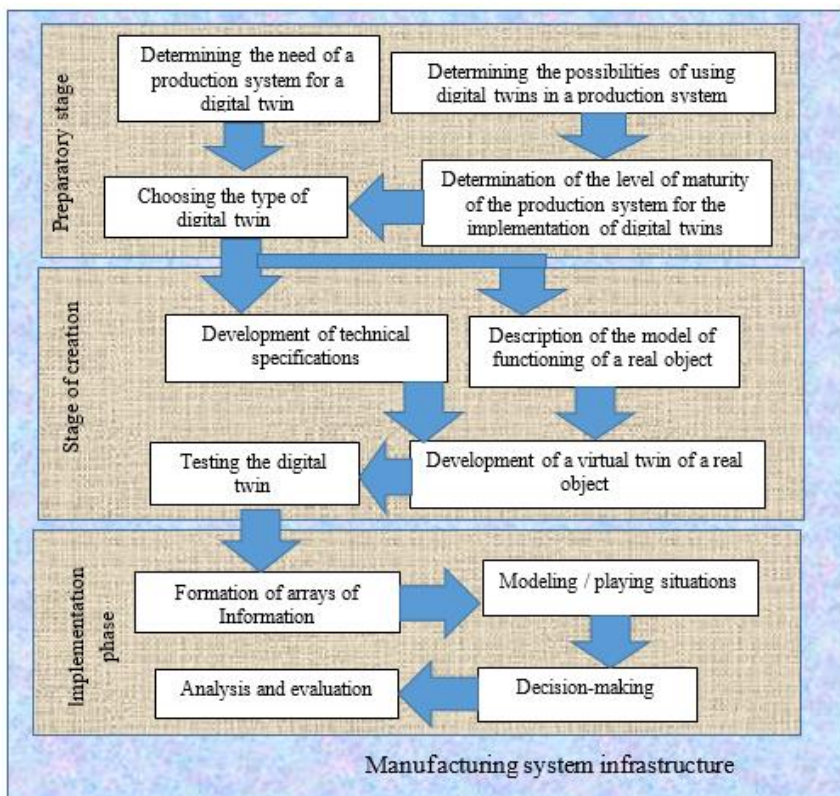 Preparatory stage
Determining the need of a
production system for a
digital twin
Determining the possibilities of using
digital twins in a production system
Choosing the type of
digital twin
Determination of the level of maturity
of the production system for the
implementation of digital twins
Stage of creation
Development of technical
specifications
Description of the model of
functioning of a real object
Testing the digital
twin
Development of a virtual twin of a real
object
Implementation
phase
Formation of arrays of
Information
Modeling / playing situations
Analysis and evaluation
Decision-making
Manufacturing system infrastructure